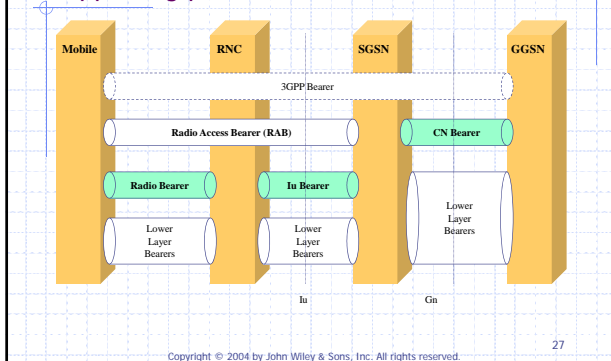 Mobile RNC SGSN GGSN
3GPP Bearer
Radio Access Bearer (RAB) CN Bearer
Radio Bearer Iu Bearer
Lower
Layer
Bearers
Lower
Layer
Bearers
Lower
Layer
Bearers
Iu Gn
27
Copyright © 2004 by John Wiley & Sons, Inc. All rights reserved.